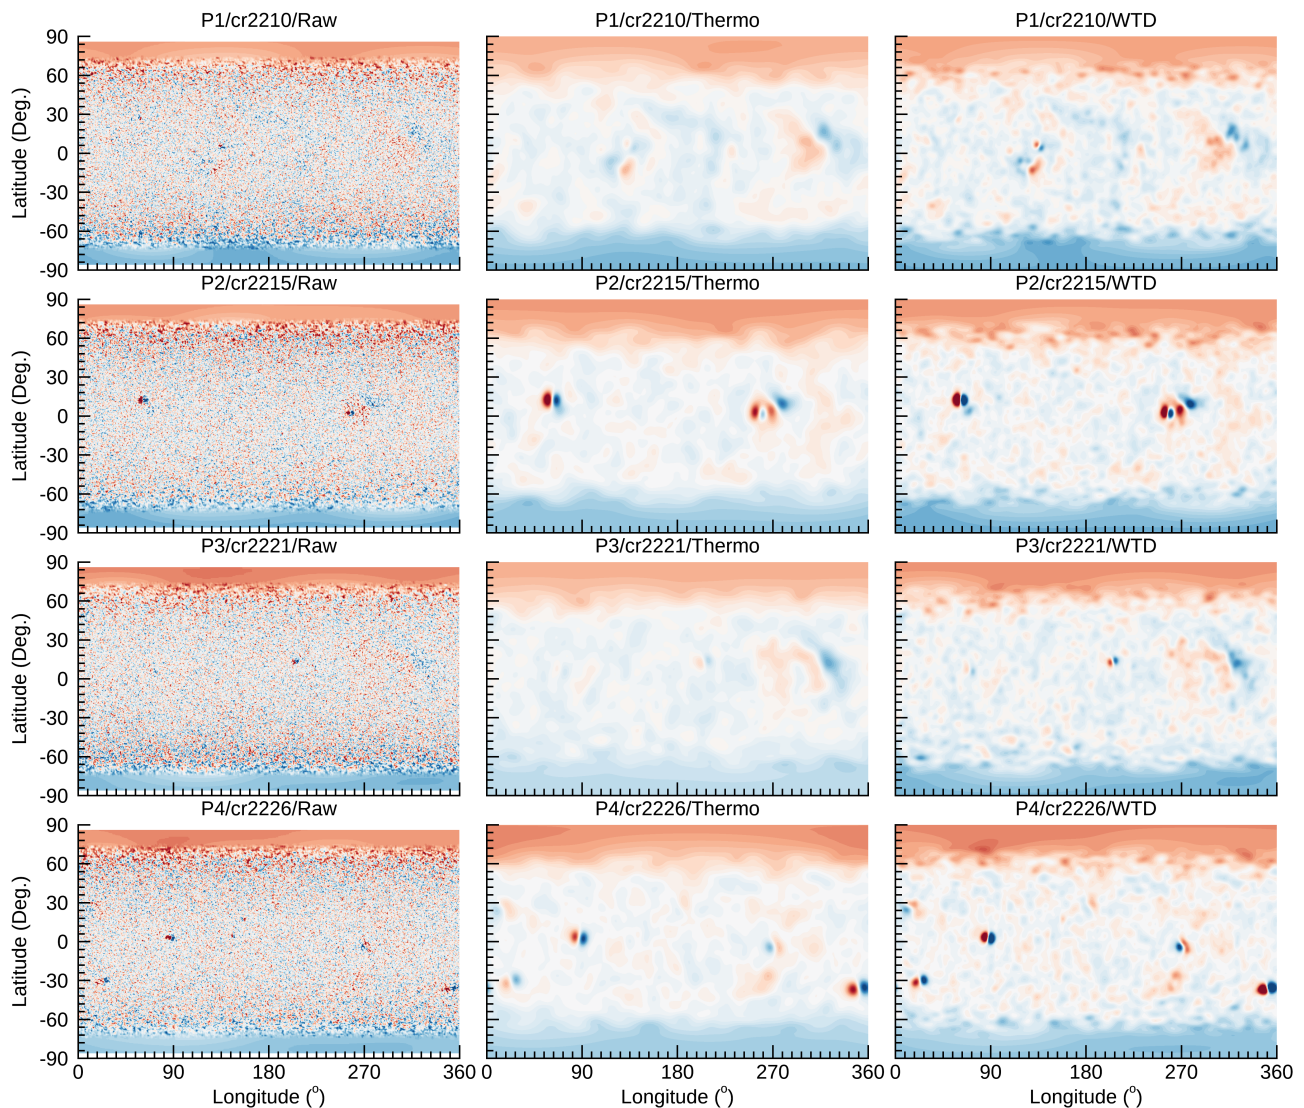 P1/cr2210/Raw P1/cr2210/Thermo P1/cr2210/WTD
90
60
30
0
-30
-60
-90
Latitude (Deg.)
P2/cr2215/Raw P2/cr2215/Thermo P2/cr2215/WTD
90
60
30
0
-30
-60
-90
Latitude (Deg.)
P3/cr2221/Raw P3/cr2221/Thermo P3/cr2221/WTD
90
60
30
0
-30
-60
-90
Latitude (Deg.)
P4/cr2226/Raw P4/cr2226/Thermo P4/cr2226/WTD
90
60
30
0
-30
-60
-90
Latitude (Deg.)
0 90 180 270 360 0 90 180 270 360 0 90 180 270 360
Longitude (°) Longitude (°) Longitude (°)